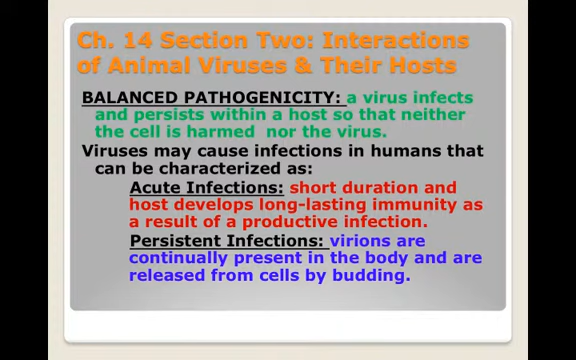 Ch. 14 Section Two: Interactions
of Animal Viruses & Their Hosts
BALANCED PATHOGENICITY: a virus infects
and persists within a host so that neither
the cell is harmed nor the virus.
Viruses may cause infections in humans that
can be characterized as:
Acute Infections: short duration and
host develops long-lasting immunity as
a result of a productive infection.
Persistent Infections: virions are
continually present in the body and are
released from cells by budding.